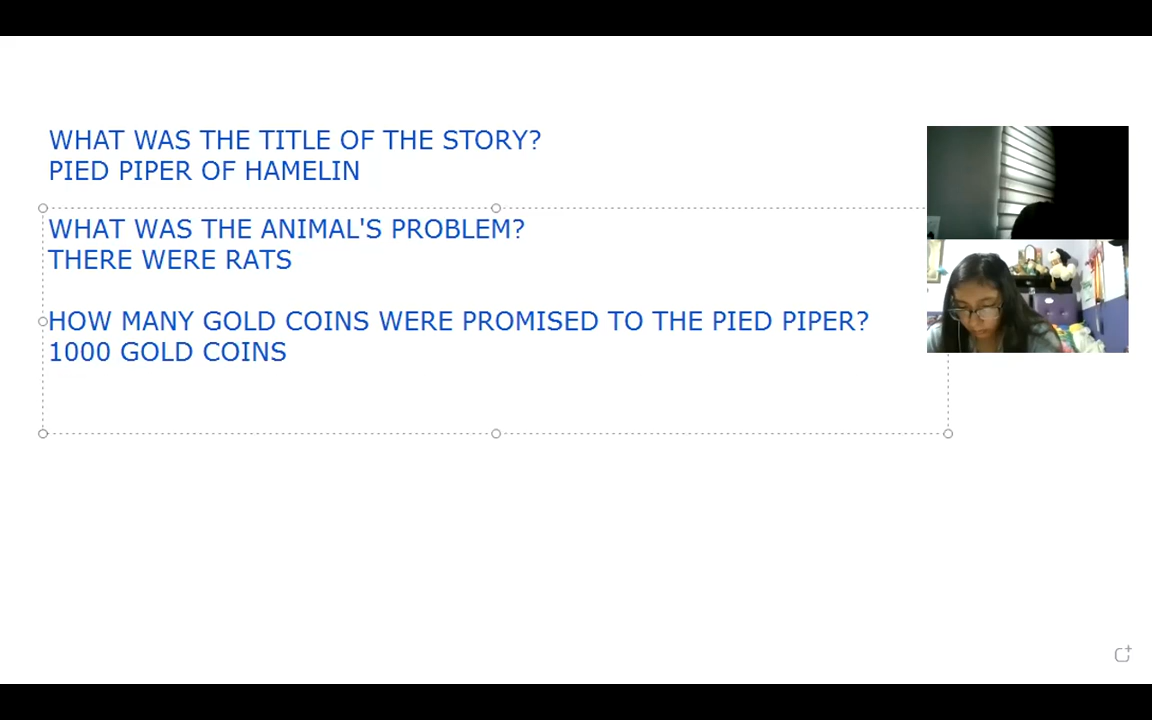 WHAT WAS THE TITLE OF THE STORY?
PIED PIPER OF HAMELIN
WHAT WAS THE ANIMAL'S PROBLEM?
THERE WERE RATS
HOW MANY GOLD COINS WERE PROMISED TO THE PIED PIPER?
1000 GOLD COINS